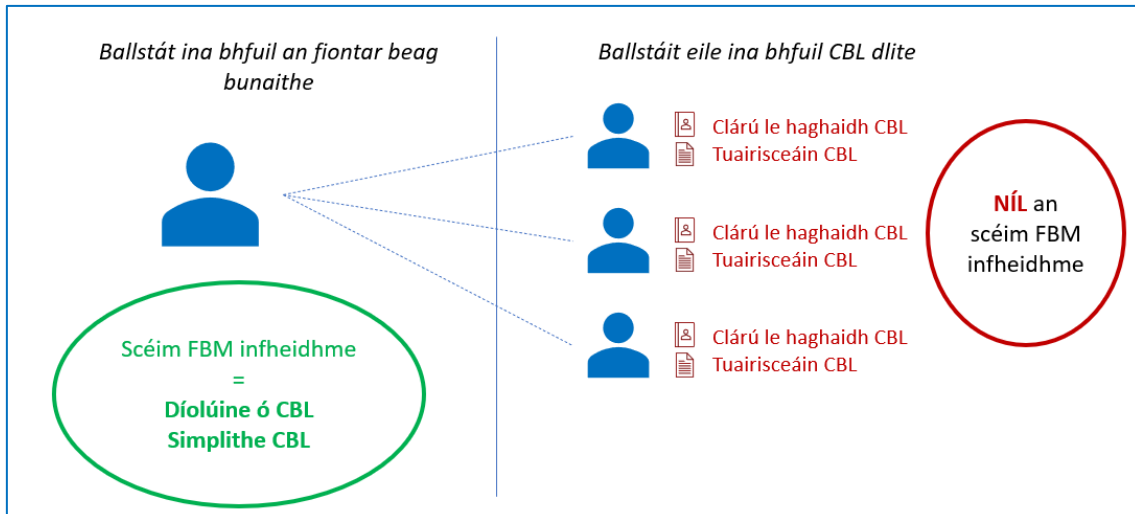 Ballstát ina bhfuil an fiontar beag
bunaithe
Scéim FBM infheidhme
=
Díolúine ó CBL
Simplithe CBL
Ballstáit eile ina bhfuil CBL dlite
Clárú le haghaidh CBL
Tuairisceáin CBL
Clárú le haghaidh CBL
Tuairisceáin CBL
Clárú le haghaidh CBL
Tuairisceáin CBL
NÍL an
scéim FBM
infheidhme